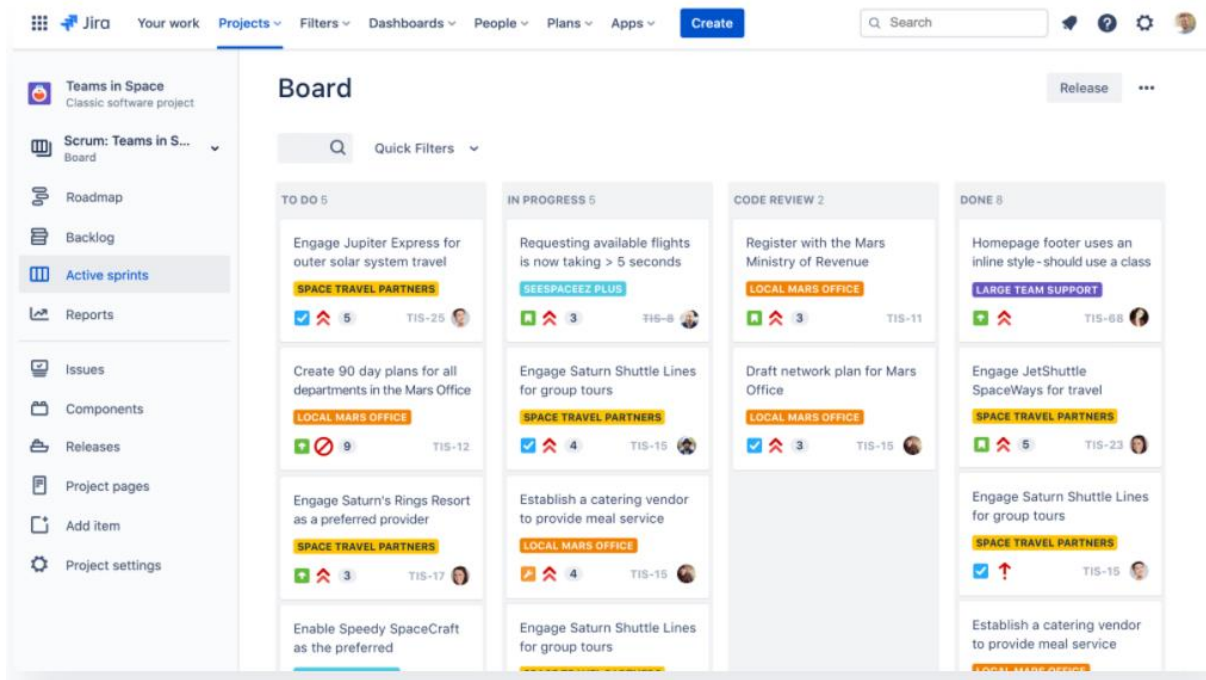 Jira Your work Projects Filters Dashboards People Plans Apps Create Search
Teams in Space
Classic software project
Scrum: Teams in S...
Board
Roadmap
Backlog
Active sprints
Reports
Issues
Components
Releases
Project pages
Add item
Project settings
Board
Release
Quick Filters
TO DO 5
Engage Jupiter Express for
outer solar system travel
SPACE TRAVEL PARTNERS
5 TIS-25
Create 90 day plans for all
departments in the Mars Office
LOCAL MARS OFFICE
9 TIS-12
Engage Saturn's Rings Resort
as a preferred provider
SPACE TRAVEL PARTNERS
3 TIS-17
Enable Speedy SpaceCraft
as the preferred
IN PROGRESS 5
Requesting available flights
is now taking > 5 seconds
SEESPACEEZ PLUS
3 TIS-8
Engage Saturn Shuttle Lines
for group tours
SPACE TRAVEL PARTNERS
4 TIS-15
Establish a catering vendor
to provide meal service
LOCAL MARS OFFICE
4 TIS-15
Engage Saturn Shuttle Lines
for group tours
SPACE TRAVEL PARTNERS
CODE REVIEW 2
Register with the Mars
Ministry of Revenue
LOCAL MARS OFFICE
3 TIS-11
Draft network plan for Mars
Office
LOCAL MARS OFFICE
3 TIS-15
DONE 8
Homepage footer uses an
inline style - should use a class
LARGE TEAM SUPPORT
TIS-68
Engage JetShuttle
SpaceWays for travel
SPACE TRAVEL PARTNERS
5 TIS-23
Engage Saturn Shuttle Lines
for group tours
SPACE TRAVEL PARTNERS
TIS-15
Establish a catering vendor
to provide meal service
LOCAL MARS OFFICE